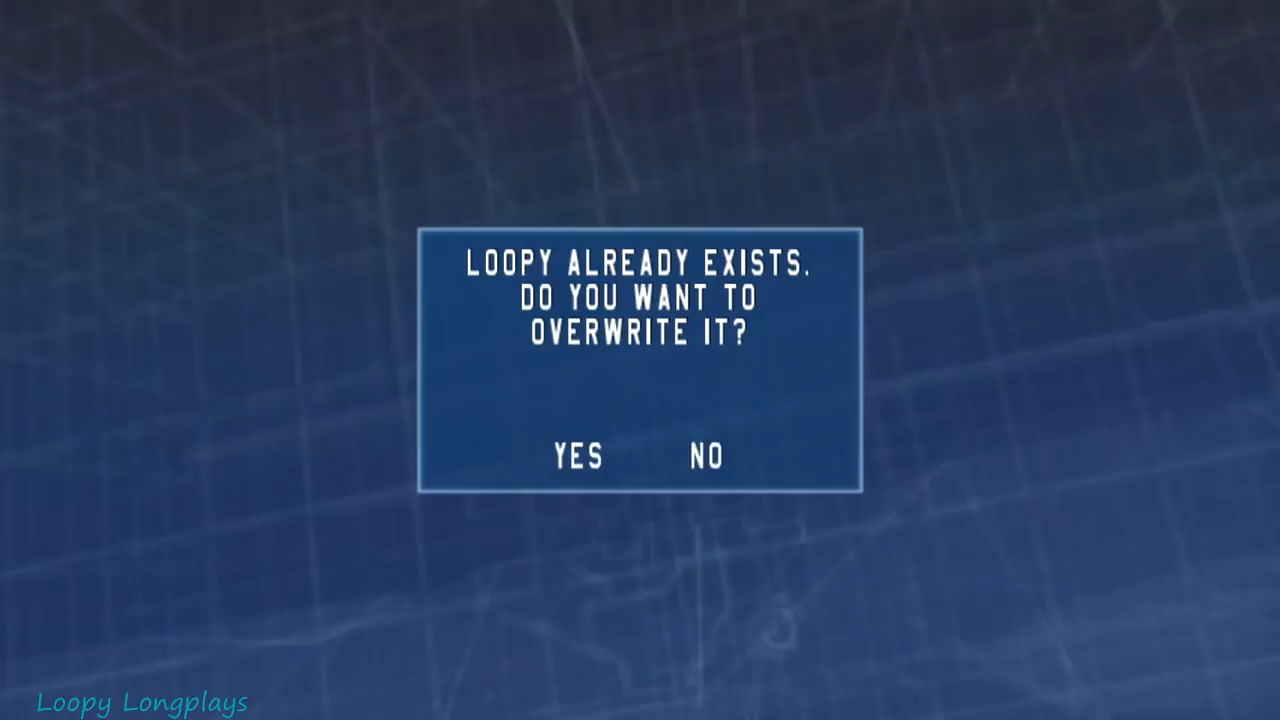 LOOPY ALREADY EXISTS.
DO YOU WANT TO
OVERWRITE IT?
YES NO
Loopy Longplays